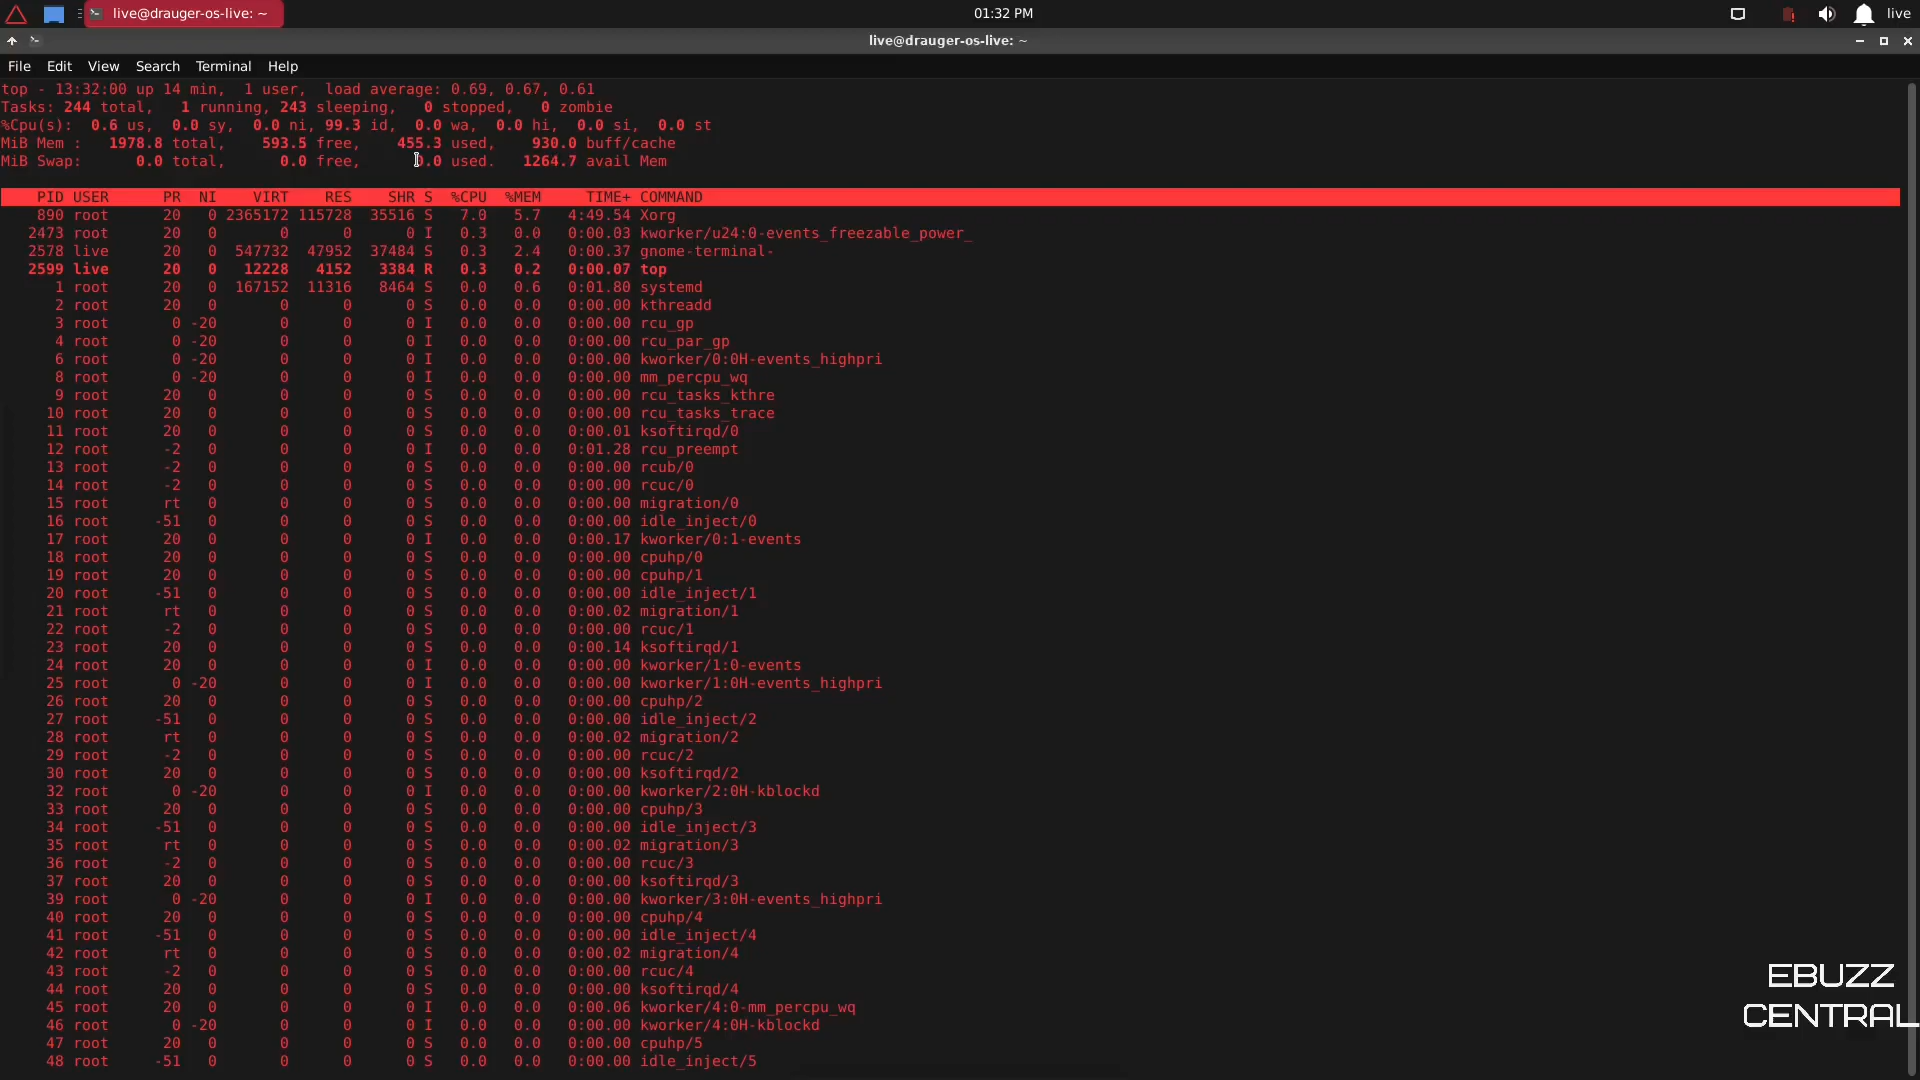 live@drauger-os-live: ~ 01:32 PM live
live@drauger-os-live: ~
File Edit View Search Terminal Help
top - 13:32:00 up 14 min, 1 user, load average: 0.69, 0.67, 0.61
Tasks: 244 total, 1 running, 243 sleeping, 0 stopped, 0 zombie
%Cpu(s): 0.6 us, 0.0 sy, 0.0 ni, 99.3 id, 0.0 wa, 0.0 hi, 0.0 si, 0.0 st
MiB Mem : 1978.8 total, 593.5 free, 455.3 used, 930.0 buff/cache
MiB Swap: 0.0 total, 0.0 free, 0.0 used. 1264.7 avail Mem
PID USER PR NI VIRT RES SHR S %CPU %MEM TIME+ COMMAND
890 root 20 0 2365172 115728 35516 S 7.0 5.7 4:49.54 Xorg
2473 root 20 0 0 0 0 I 0.3 0.0 0:00.03 kworker/u24:0-events_freezable_power_
2578 live 20 0 547732 47952 37484 S 0.3 2.4 0:00.37 gnome-terminal-
2599 live 20 0 12228 4152 3384 R 0.3 0.2 0:00.07 top
1 root 20 0 167152 11316 8464 S 0.0 0.6 0:01.80 systemd
2 root 20 0 0 0 0 S 0.0 0.0 0:00.00 kthreadd
3 root 0 -20 0 0 0 I 0.0 0.0 0:00.00 rcu_gp
4 root 0 -20 0 0 0 I 0.0 0.0 0:00.00 rcu_par_gp
6 root 0 -20 0 0 0 I 0.0 0.0 0:00.00 kworker/0:0H-events_highpri
8 root 0 -20 0 0 0 I 0.0 0.0 0:00.00 mm_percpu_wq
9 root 20 0 0 0 0 S 0.0 0.0 0:00.00 rcu_tasks_kthre
10 root 20 0 0 0 0 S 0.0 0.0 0:00.00 rcu_tasks_trace
11 root 20 0 0 0 0 S 0.0 0.0 0:00.01 ksoftirqd/0
12 root -2 0 0 0 0 I 0.0 0.0 0:01.28 rcu_preempt
13 root -2 0 0 0 0 S 0.0 0.0 0:00.00 rcub/0
14 root -2 0 0 0 0 S 0.0 0.0 0:00.00 rcuc/0
15 root rt 0 0 0 0 S 0.0 0.0 0:00.00 migration/0
16 root -51 0 0 0 0 S 0.0 0.0 0:00.00 idle_inject/0
17 root 20 0 0 0 0 I 0.0 0.0 0:00.17 kworker/0:1-events
18 root 20 0 0 0 0 S 0.0 0.0 0:00.00 cpuhp/0
19 root 20 0 0 0 0 S 0.0 0.0 0:00.00 cpuhp/1
20 root -51 0 0 0 0 S 0.0 0.0 0:00.00 idle_inject/1
21 root rt 0 0 0 0 S 0.0 0.0 0:00.02 migration/1
22 root -2 0 0 0 0 S 0.0 0.0 0:00.00 rcuc/1
23 root 20 0 0 0 0 S 0.0 0.0 0:00.14 ksoftirqd/1
24 root 20 0 0 0 0 I 0.0 0.0 0:00.00 kworker/1:0-events
25 root 0 -20 0 0 0 I 0.0 0.0 0:00.00 kworker/1:0H-events_highpri
26 root 20 0 0 0 0 S 0.0 0.0 0:00.00 cpuhp/2
27 root -51 0 0 0 0 S 0.0 0.0 0:00.00 idle_inject/2
28 root rt 0 0 0 0 S 0.0 0.0 0:00.02 migration/2
29 root -2 0 0 0 0 S 0.0 0.0 0:00.00 rcuc/2
30 root 20 0 0 0 0 S 0.0 0.0 0:00.00 ksoftirqd/2
32 root 0 -20 0 0 0 I 0.0 0.0 0:00.00 kworker/2:0H-kblockd
33 root 20 0 0 0 0 S 0.0 0.0 0:00.00 cpuhp/3
34 root -51 0 0 0 0 S 0.0 0.0 0:00.00 idle_inject/3
35 root rt 0 0 0 0 S 0.0 0.0 0:00.02 migration/3
36 root -2 0 0 0 0 S 0.0 0.0 0:00.00 rcuc/3
37 root 20 0 0 0 0 S 0.0 0.0 0:00.00 ksoftirqd/3
39 root 0 -20 0 0 0 I 0.0 0.0 0:00.00 kworker/3:0H-events_highpri
40 root 20 0 0 0 0 S 0.0 0.0 0:00.00 cpuhp/4
41 root -51 0 0 0 0 S 0.0 0.0 0:00.00 idle_inject/4
42 root rt 0 0 0 0 S 0.0 0.0 0:00.02 migration/4
43 root -2 0 0 0 0 S 0.0 0.0 0:00.00 rcuc/4
44 root 20 0 0 0 0 S 0.0 0.0 0:00.00 ksoftirqd/4
45 root 20 0 0 0 0 I 0.0 0.0 0:00.06 kworker/4:0-mm_percpu_wq
46 root 0 -20 0 0 0 I 0.0 0.0 0:00.00 kworker/4:0H-kblockd
47 root 20 0 0 0 0 S 0.0 0.0 0:00.00 cpuhp/5
48 root -51 0 0 0 0 S 0.0 0.0 0:00.00 idle_inject/5
EBUZZ
CENTRAL